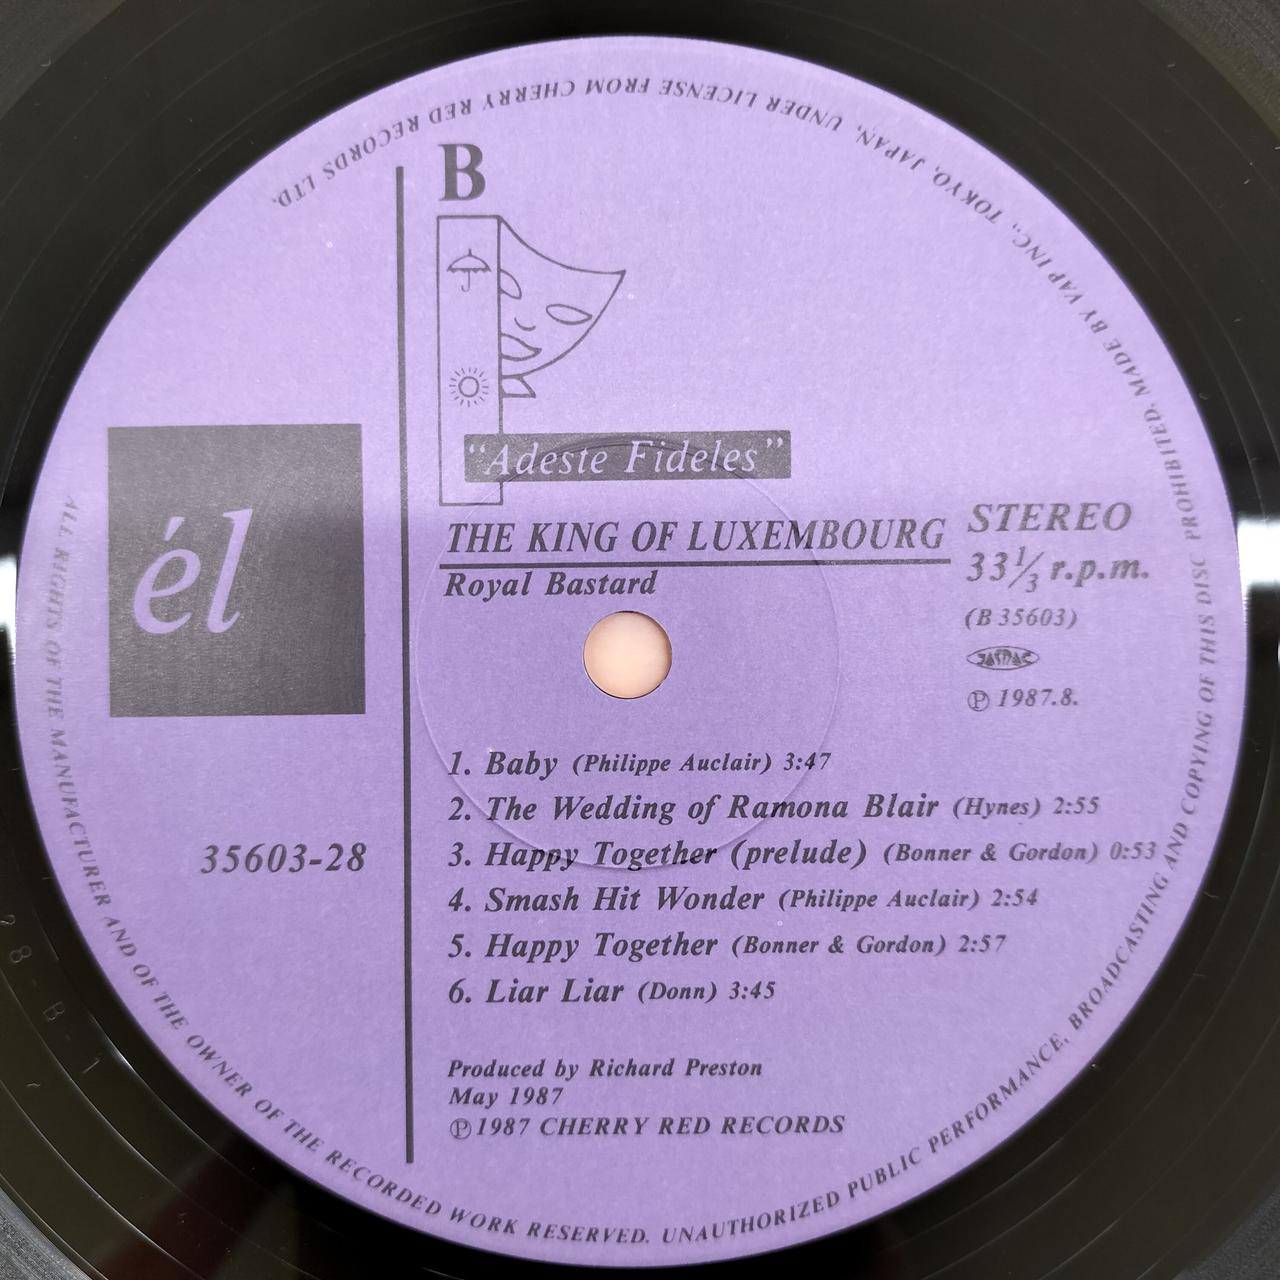 B
"Adeste Fideles"
él
THE KING OF LUXEMBOURG
Royal Bastard
STEREO
33 1/3 r.p.m.
(B 35603)
JASRAC
℗ 1987.8.
35603-28
1. Baby (Philippe Auclair) 3:47
2. The Wedding of Ramona Blair (Hynes) 2:55
3. Happy Together (prelude) (Bonner & Gordon) 0:53
4. Smash Hit Wonder (Philippe Auclair) 2:54
5. Happy Together (Bonner & Gordon) 2:57
6. Liar Liar (Donn) 3:45
Produced by Richard Preston
May 1987
℗ 1987 CHERRY RED RECORDS
ALL RIGHTS OF THE MANUFACTURER AND OF THE OWNER OF THE RECORDED WORK RESERVED. UNAUTHORIZED PUBLIC PERFORMANCE, BROADCASTING AND COPYING OF THIS DISC PROHIBITED. MADE BY VAP INC., TOKYO, JAPAN, UNDER LICENSE FROM CHERRY RED RECORDS LTD.
28-B-1